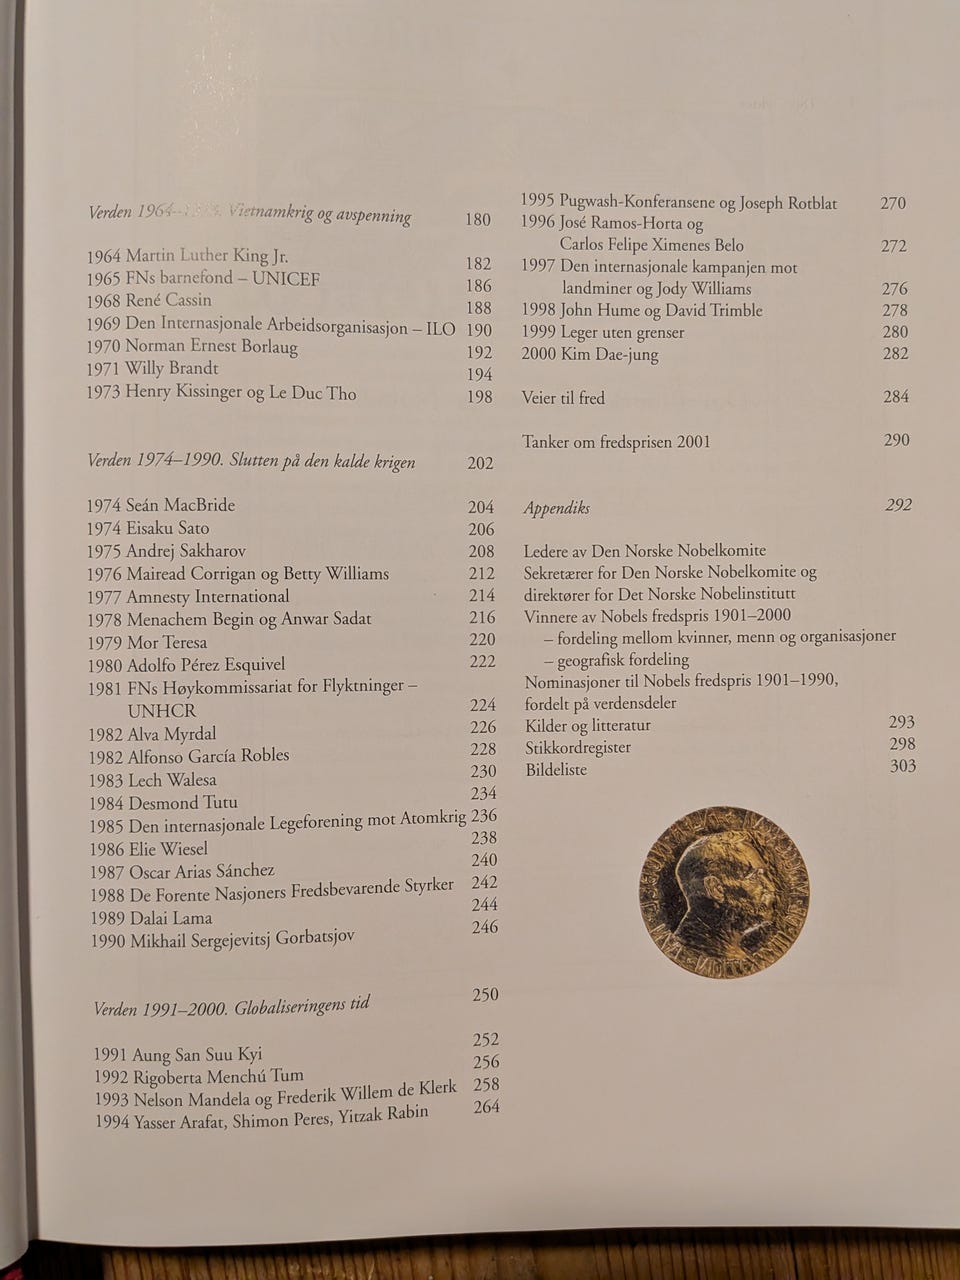 Verden 1964–1973. Vietnamkrig og avspenning 180
1964 Martin Luther King Jr. 182
1965 FNs barnefond – UNICEF 186
1968 René Cassin 188
1969 Den Internasjonale Arbeidsorganisasjon – ILO 190
1970 Norman Ernest Borlaug 192
1971 Willy Brandt 194
1973 Henry Kissinger og Le Duc Tho 198
Verden 1974–1990. Slutten på den kalde krigen 202
1974 Seán MacBride 204
1974 Eisaku Sato 206
1975 Andrej Sakharov 208
1976 Mairead Corrigan og Betty Williams 212
1977 Amnesty International 214
1978 Menachem Begin og Anwar Sadat 216
1979 Mor Teresa 220
1980 Adolfo Pérez Esquivel 222
1981 FNs Høykommissariat for Flyktninger –
UNHCR 224
1982 Alva Myrdal 226
1982 Alfonso García Robles 228
1983 Lech Walesa 230
1984 Desmond Tutu 234
1985 Den internasjonale Legeforening mot Atomkrig 236
1986 Elie Wiesel 238
1987 Oscar Arias Sánchez 240
1988 De Forente Nasjoners Fredsbevarende Styrker 242
1989 Dalai Lama 244
1990 Mikhail Sergejevitsj Gorbatsjov 246
Verden 1991–2000. Globaliseringens tid 250
1991 Aung San Suu Kyi 252
1992 Rigoberta Menchú Tum 256
1993 Nelson Mandela og Frederik Willem de Klerk 258
1994 Yasser Arafat, Shimon Peres, Yitzak Rabin 264
1995 Pugwash-Konferansene og Joseph Rotblat 270
1996 José Ramos-Horta og
Carlos Felipe Ximenes Belo 272
1997 Den internasjonale kampanjen mot
landminer og Jody Williams 276
1998 John Hume og David Trimble 278
1999 Leger uten grenser 280
2000 Kim Dae-jung 282
Veier til fred 284
Tanker om fredsprisen 2001 290
Appendiks 292
Ledere av Den Norske Nobelkomite
Sekretærer for Den Norske Nobelkomite og
direktører for Det Norske Nobelinstitutt
Vinnere av Nobels fredspris 1901–2000
– fordeling mellom kvinner, menn og organisasjoner
– geografisk fordeling
Nominasjoner til Nobels fredspris 1901–1990,
fordelt på verdensdeler
Kilder og litteratur 293
Stikkordregister 298
Bildeliste 303